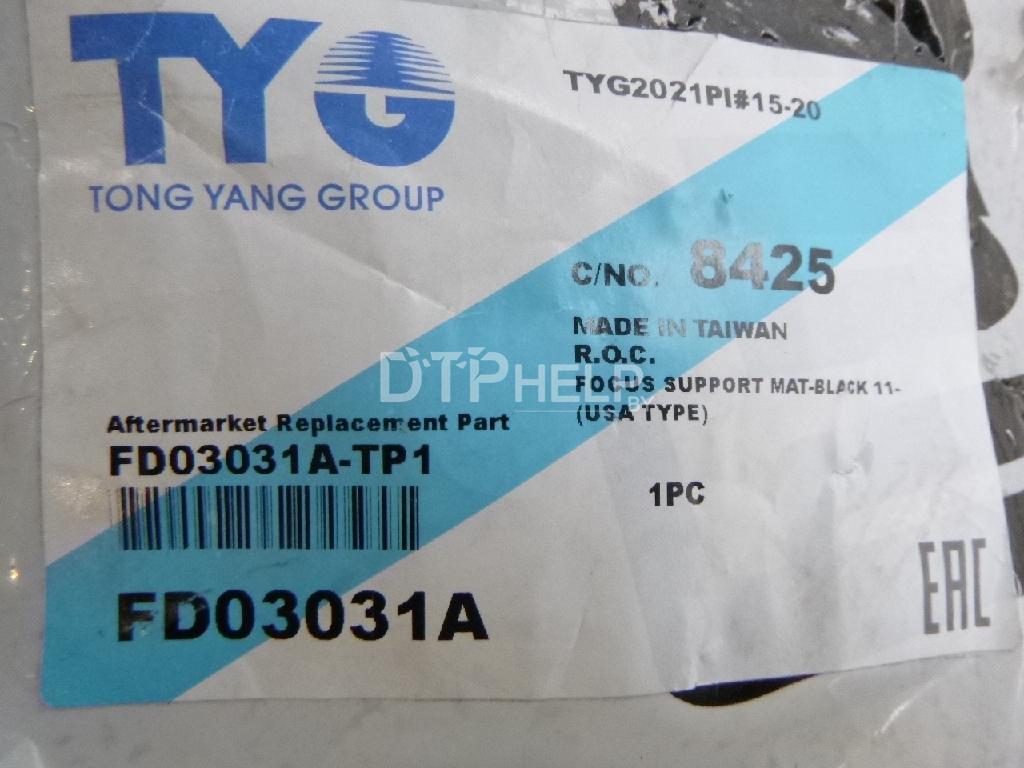 TYG
TONG YANG GROUP
TYG2021PI#15-20
C/NO. 8425
MADE IN TAIWAN
R.O.C.
FOCUS SUPPORT MAT-BLACK 11-
(USA TYPE)
DTPHELP.BY
Aftermarket Replacement Part
FD03031A-TP1
1PC
FD03031A
EAC